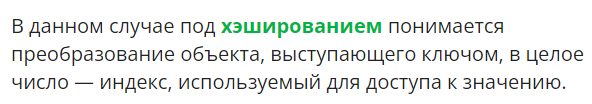 В данном случае под хэшированием понимается
преобразование объекта, выступающего ключом, в целое
число — индекс, используемый для доступа к значению.